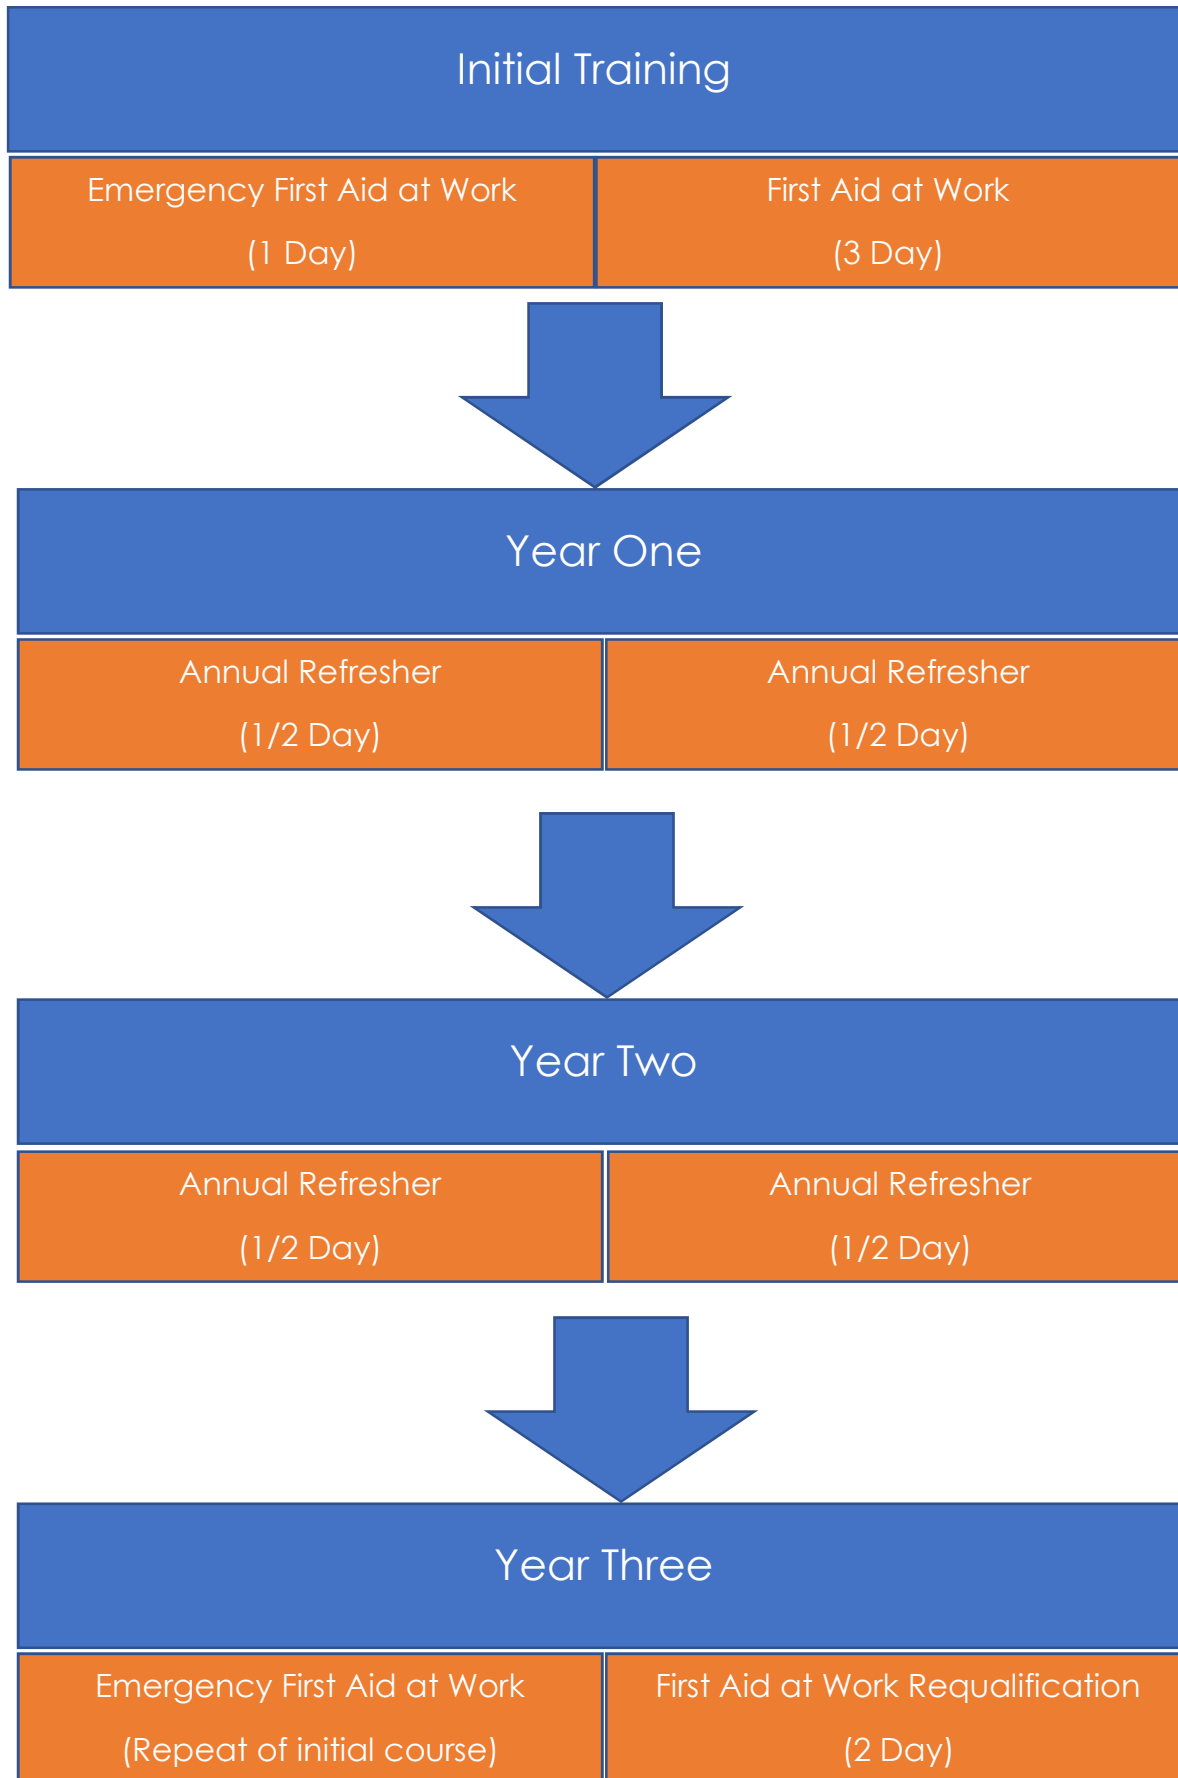 Initial Training
Emergency First Aid at Work
(1 Day)
First Aid at Work
(3 Day)
Year One
Annual Refresher
(1/2 Day)
Annual Refresher
(1/2 Day)
Year Two
Annual Refresher
(1/2 Day)
Annual Refresher
(1/2 Day)
Year Three
Emergency First Aid at Work
(Repeat of initial course)
First Aid at Work Requalification
(2 Day)